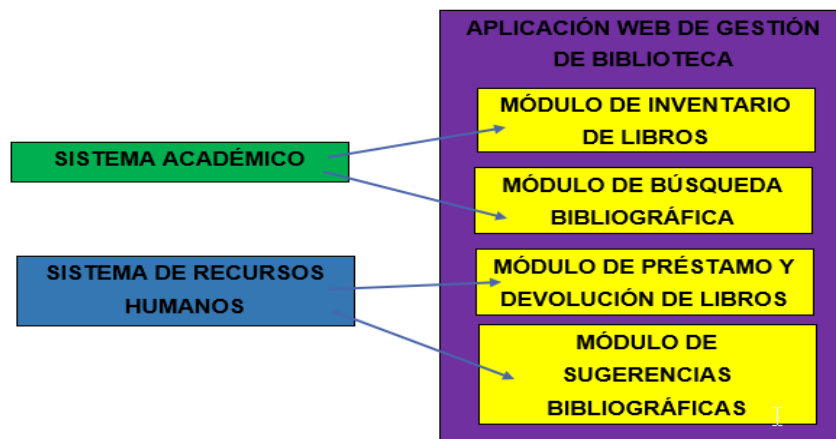 SISTEMA ACADÉMICO
SISTEMA DE RECURSOS
HUMANOS
APLICACIÓN WEB DE GESTIÓN
DE BIBLIOTECA
MÓDULO DE INVENTARIO
DE LIBROS
MÓDULO DE BÚSQUEDA
BIBLIOGRÁFICA
MÓDULO DE PRÉSTAMO Y
DEVOLUCIÓN DE LIBROS
MÓDULO DE
SUGERENCIAS
BIBLIOGRÁFICAS